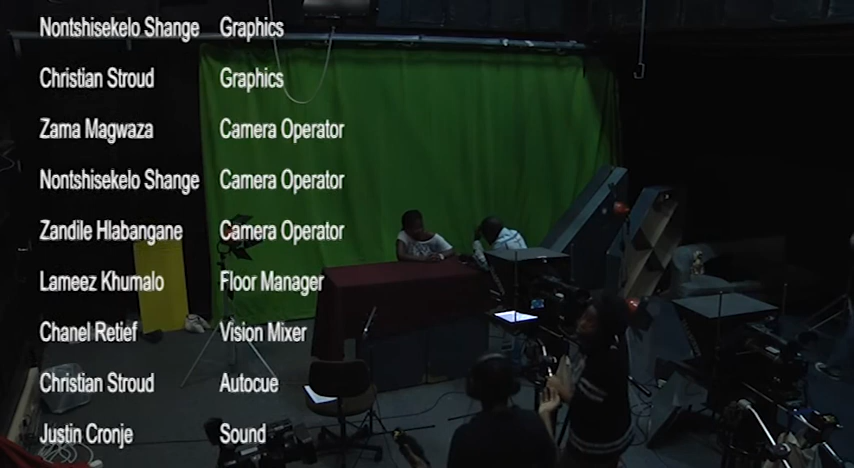 Nontshisekelo Shange Graphics
Christian Stroud Graphics
Zama Magwaza Camera Operator
Nontshisekelo Shange Camera Operator
Zandile Hlabangane Camera Operator
Lameez Khumalo Floor Manager
Chanel Retief Vision Mixer
Christian Stroud Autocue
Justin Cronje Sound